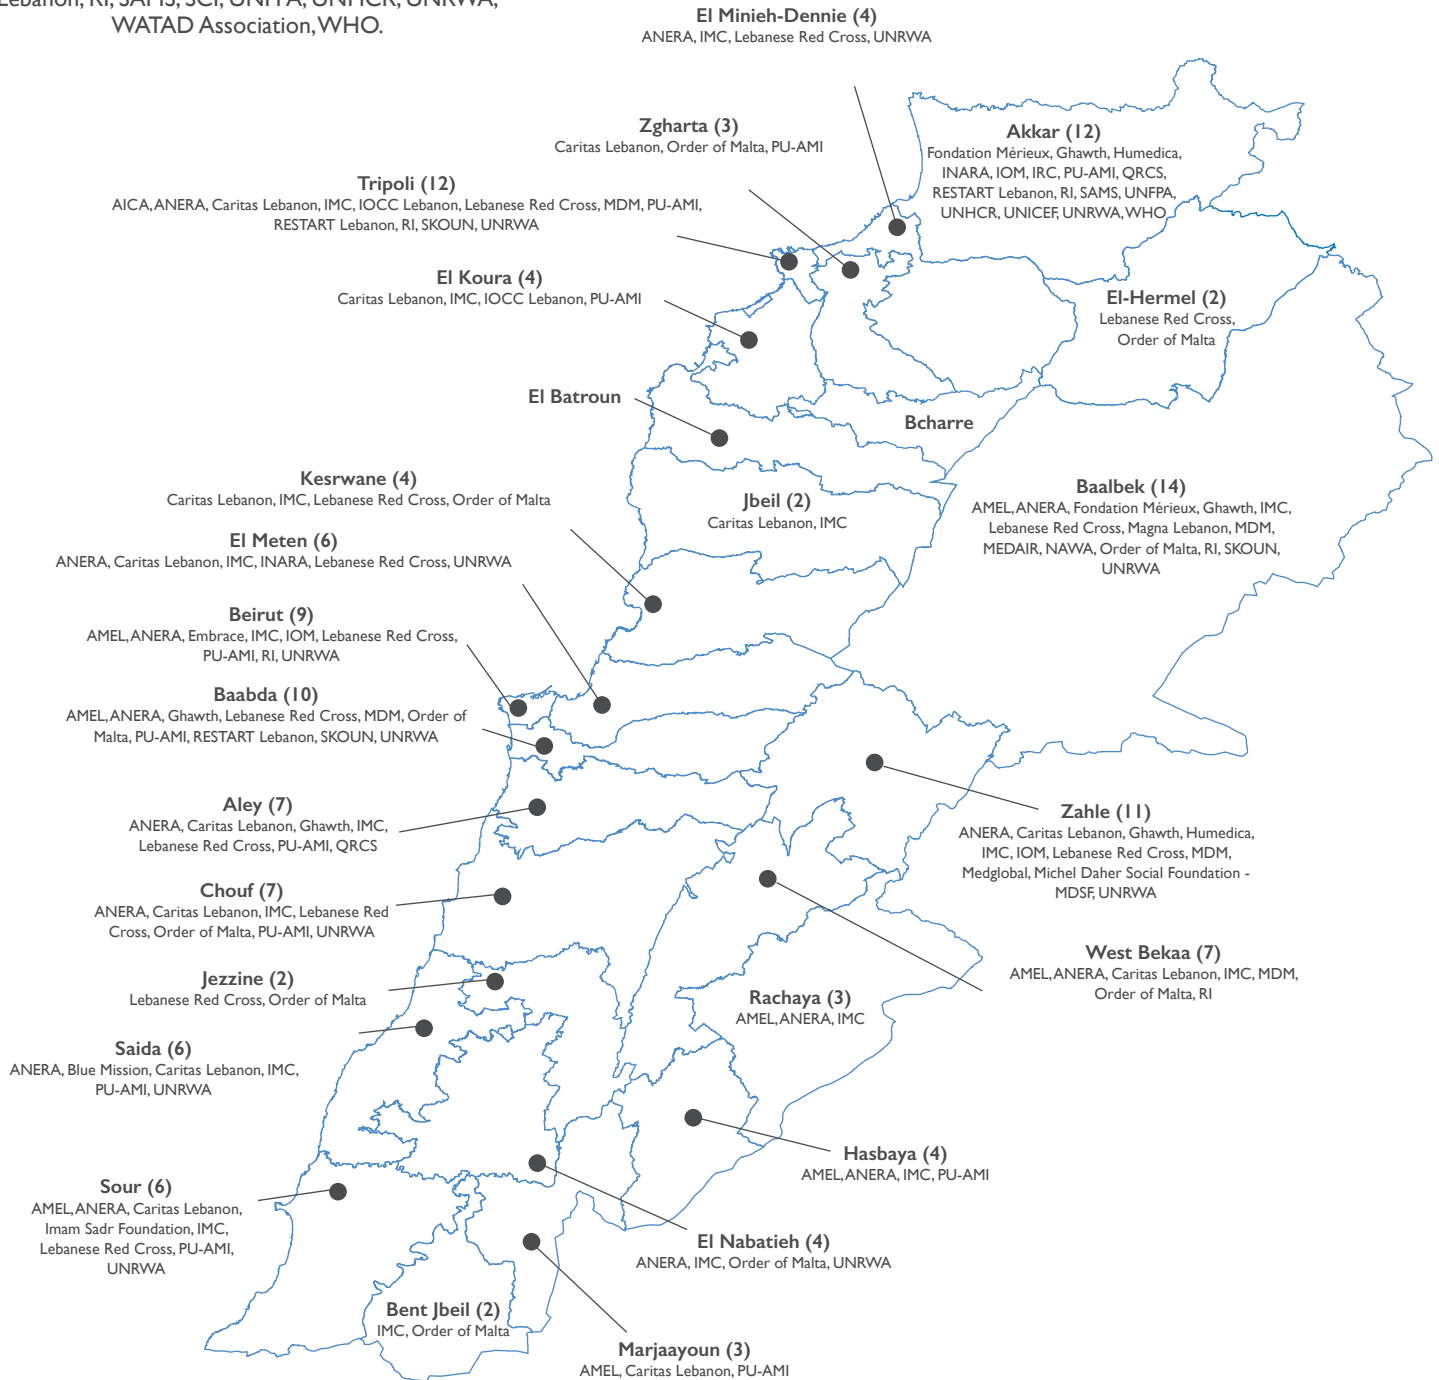 Lebanon, RI, SAMS, SCI, UNFPA, UNHCR, UNRWA,
WATAD Association, WHO.
El Minieh-Dennie (4)
ANERA, IMC, Lebanese Red Cross, UNRWA
Zgharta (3)
Caritas Lebanon, Order of Malta, PU-AMI
Akkar (12)
Fondation Mérieux, Ghawth, Humedica,
INARA, IOM, IRC, PU-AMI, QRCS,
RESTART Lebanon, RI, SAMS, UNFPA,
UNHCR, UNICEF, UNRWA, WHO
Tripoli (12)
AICA, ANERA, Caritas Lebanon, IMC, IOCC Lebanon, Lebanese Red Cross, MDM, PU-AMI,
RESTART Lebanon, RI, SKOUN, UNRWA
El Koura (4)
Caritas Lebanon, IMC, IOCC Lebanon, PU-AMI
El-Hermel (2)
Lebanese Red Cross,
Order of Malta
El Batroun
Bcharre
Kesrwane (4)
Caritas Lebanon, IMC, Lebanese Red Cross, Order of Malta
Jbeil (2)
Caritas Lebanon, IMC
Baalbek (14)
AMEL, ANERA, Fondation Mérieux, Ghawth, IMC,
Lebanese Red Cross, Magna Lebanon, MDM,
MEDAIR, NAWA, Order of Malta, RI, SKOUN,
UNRWA
El Meten (6)
ANERA, Caritas Lebanon, IMC, INARA, Lebanese Red Cross, UNRWA
Beirut (9)
AMEL, ANERA, Embrace, IMC, IOM, Lebanese Red Cross,
PU-AMI, RI, UNRWA
Baabda (10)
AMEL, ANERA, Ghawth, Lebanese Red Cross, MDM, Order of
Malta, PU-AMI, RESTART Lebanon, SKOUN, UNRWA
Aley (7)
ANERA, Caritas Lebanon, Ghawth, IMC,
Lebanese Red Cross, PU-AMI, QRCS
Zahle (11)
ANERA, Caritas Lebanon, Ghawth, Humedica,
IMC, IOM, Lebanese Red Cross, MDM,
Medglobal, Michel Daher Social Foundation -
MDSF, UNRWA
Chouf (7)
ANERA, Caritas Lebanon, IMC, Lebanese Red
Cross, Order of Malta, PU-AMI, UNRWA
West Bekaa (7)
AMEL, ANERA, Caritas Lebanon, IMC, MDM,
Order of Malta, RI
Jezzine (2)
Lebanese Red Cross, Order of Malta
Rachaya (3)
AMEL, ANERA, IMC
Saida (6)
ANERA, Blue Mission, Caritas Lebanon, IMC,
PU-AMI, UNRWA
Hasbaya (4)
AMEL, ANERA, IMC, PU-AMI
Sour (6)
AMEL, ANERA, Caritas Lebanon,
Imam Sadr Foundation, IMC,
Lebanese Red Cross, PU-AMI,
UNRWA
El Nabatieh (4)
ANERA, IMC, Order of Malta, UNRWA
Bent Jbeil (2)
IMC, Order of Malta
Marjaayoun (3)
AMEL, Caritas Lebanon, PU-AMI